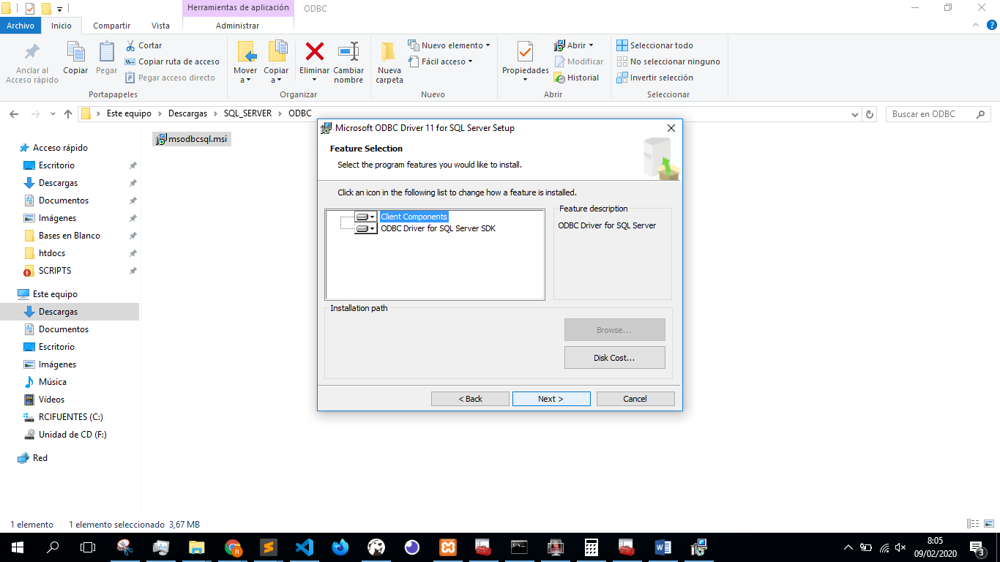 Herramientas de aplicación ODBC
Archivo Inicio Compartir Vista Administrar
Anclar al
Acceso rápido
Copiar
Pegar
Cortar
Copiar ruta de acceso
Pegar acceso directo
Portapapeles
Mover
a
Copiar
a
Eliminar
Cambiar
nombre
Organizar
Nueva
carpeta
Nuevo elemento
Fácil acceso
Nuevo
Propiedades
Abrir
Modificar
Historial
Abrir
Seleccionar todo
No seleccionar ninguno
Invertir selección
Seleccionar
Este equipo > Descargas > SQL_SERVER > ODBC
Buscar en ODBC
Acceso rápido
Escritorio
Descargas
Documentos
Imágenes
Bases en Blanco
htdocs
SCRIPTS
Este equipo
Descargas
Documentos
Escritorio
Imágenes
Música
Vídeos
RCIFUENTES (C:)
Unidad de CD (F:)
Red
msodbcsql.msi
Microsoft ODBC Driver 11 for SQL Server Setup
Feature Selection
Select the program features you would like to install.
Click an icon in the following list to change how a feature is installed.
Client Components
ODBC Driver for SQL Server SDK
Feature description
ODBC Driver for SQL Server
Installation path
Browse...
Disk Cost...
< Back Next > Cancel
1 elemento 1 elemento seleccionado 3,67 MB
8:05
09/02/2020
3